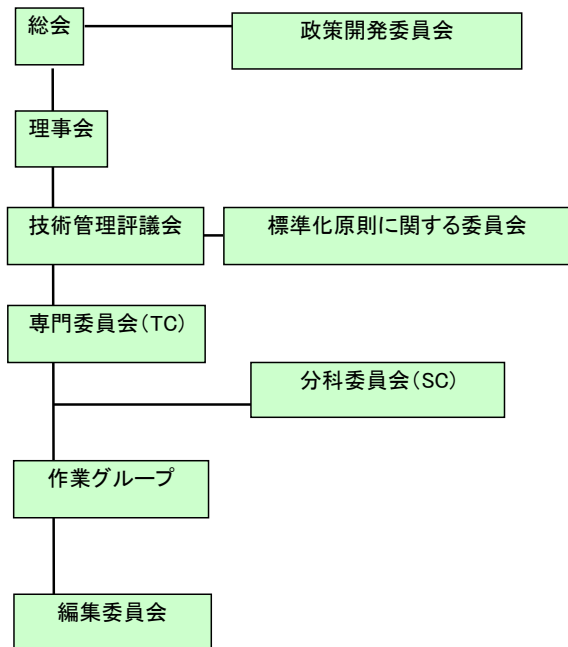 総会
政策開発委員会
理事会
技術管理評議会
標準化原則に関する委員会
専門委員会(TC)
分科委員会(SC)
作業グループ
編集委員会